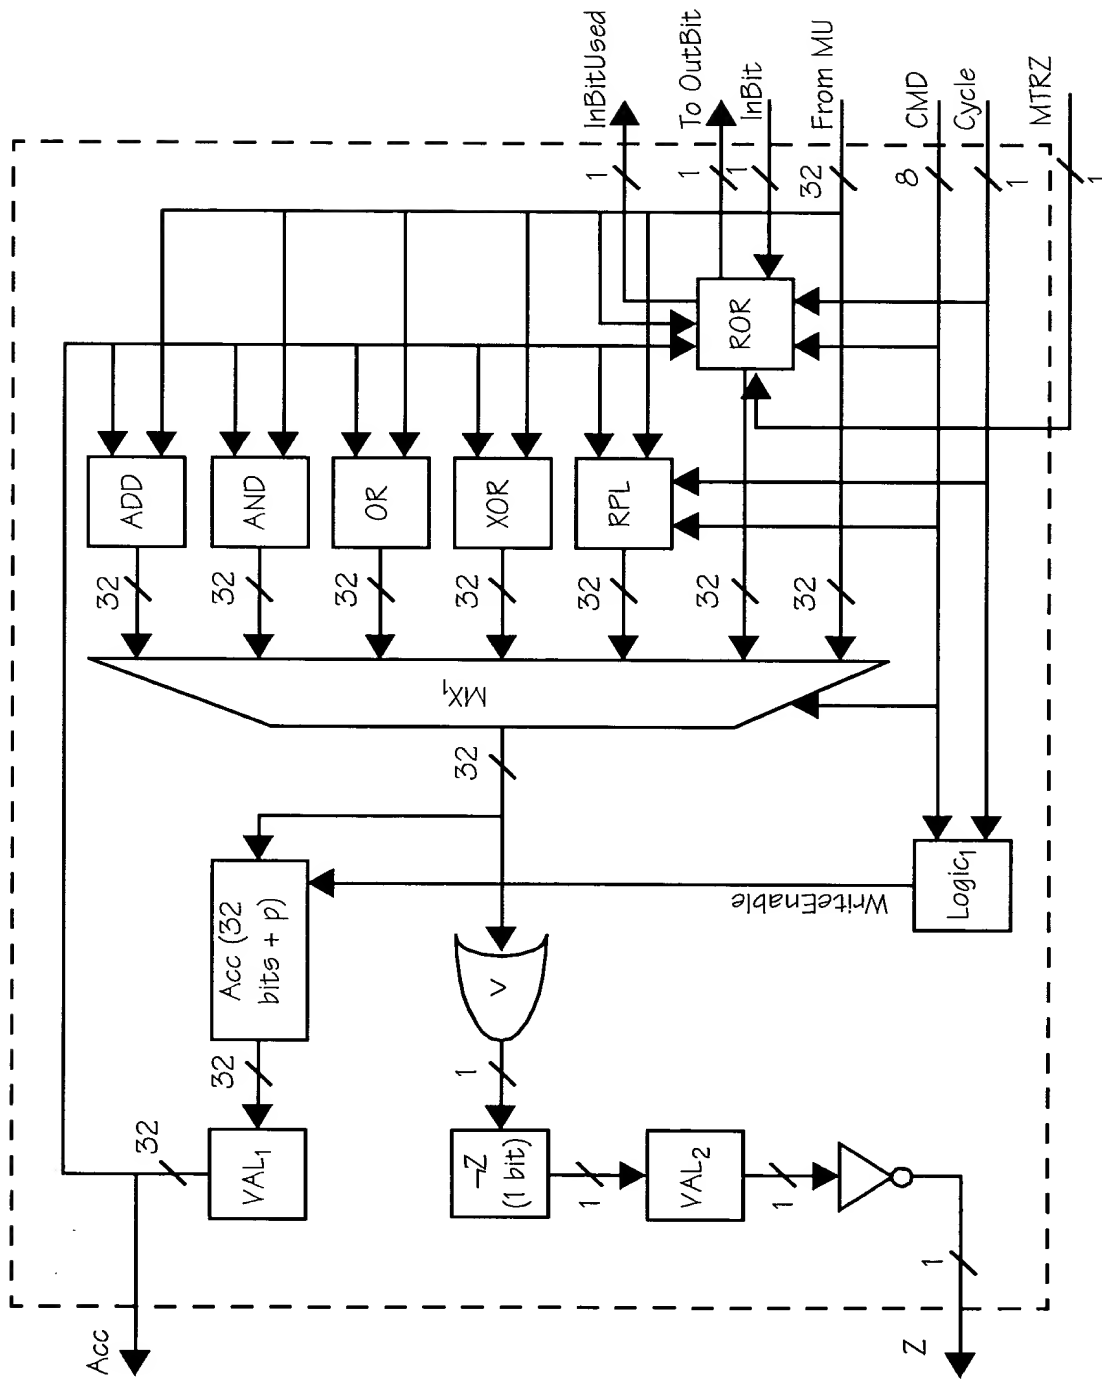 InBitUsed
To OutBit
InBit
From MU
CMD
Cycle
MTRZ
1
1
1
32
8
1
1
ADD
AND
OR
XOR
RPL
ROR
32
32
32
32
32
32
32
MX1
32
Acc (32
bits + p)
WriteEnable
Logic1
32
V
1
32
VAL1
¬Z
(1 bit)
1
VAL2
1
1
Acc
Z